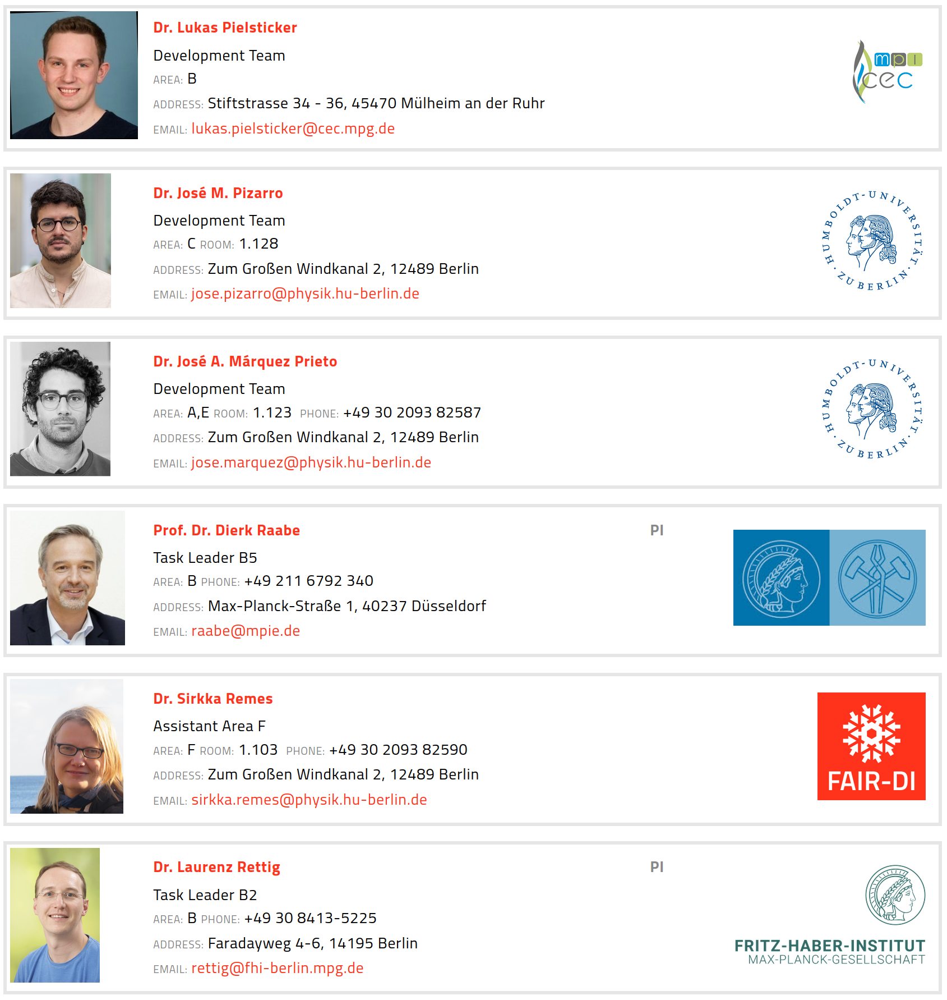 Dr. Lukas Pielsticker
Development Team
AREA: B
ADDRESS: Stiftstrasse 34 - 36, 45470 Mülheim an der Ruhr
EMAIL: lukas.pielsticker@cec.mpg.de
mpi
cec
Dr. José M. Pizarro
Development Team
AREA: C ROOM: 1.128
ADDRESS: Zum Großen Windkanal 2, 12489 Berlin
EMAIL: jose.pizarro@physik.hu-berlin.de
HUMBOLDT-UNIVERSITÄT · ZU BERLIN ·
Dr. José A. Márquez Prieto
Development Team
AREA: A,E ROOM: 1.123 PHONE: +49 30 2093 82587
ADDRESS: Zum Großen Windkanal 2, 12489 Berlin
EMAIL: jose.marquez@physik.hu-berlin.de
HUMBOLDT-UNIVERSITÄT · ZU BERLIN ·
Prof. Dr. Dierk Raabe PI
Task Leader B5
AREA: B PHONE: +49 211 6792 340
ADDRESS: Max-Planck-Straße 1, 40237 Düsseldorf
EMAIL: raabe@mpie.de
Dr. Sirkka Remes
Assistant Area F
AREA: F ROOM: 1.103 PHONE: +49 30 2093 82590
ADDRESS: Zum Großen Windkanal 2, 12489 Berlin
EMAIL: sirkka.remes@physik.hu-berlin.de
FAIR-DI
Dr. Laurenz Rettig PI
Task Leader B2
AREA: B PHONE: +49 30 8413-5225
ADDRESS: Faradayweg 4-6, 14195 Berlin
EMAIL: rettig@fhi-berlin.mpg.de
FRITZ-HABER-INSTITUT
MAX-PLANCK-GESELLSCHAFT